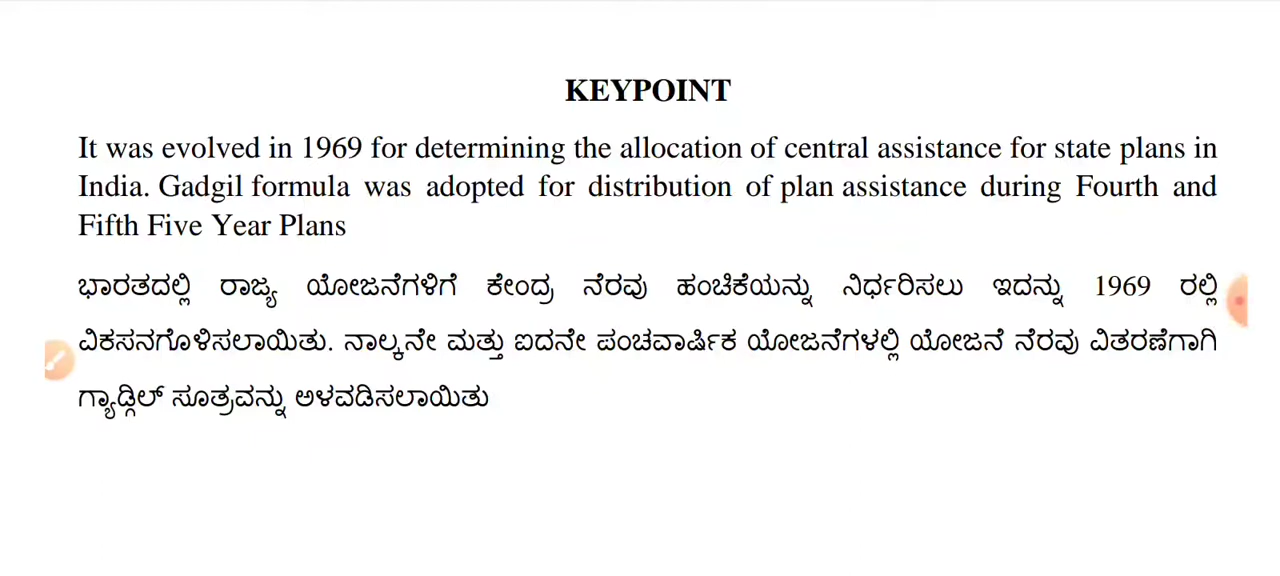 KEYPOINT
It was evolved in 1969 for determining the allocation of central assistance for state plans in
India. Gadgil formula was adopted for distribution of plan assistance during Fourth and
Fifth Five Year Plans
ಭಾರತದಲ್ಲಿ ರಾಜ್ಯ ಯೋಜನೆಗಳಿಗೆ ಕೇಂದ್ರ ನೆರವು ಹಂಚಿಕೆಯನ್ನು ನಿರ್ಧರಿಸಲು ಇದನ್ನು 1969 ರಲ್ಲಿ
ವಿಕಸನಗೊಳಿಸಲಾಯಿತು. ನಾಲ್ಕನೇ ಮತ್ತು ಐದನೇ ಪಂಚವಾರ್ಷಿಕ ಯೋಜನೆಗಳಲ್ಲಿ ಯೋಜನೆ ನೆರವು ವಿತರಣೆಗಾಗಿ
ಗ್ಯಾಡ್ಗಿಲ್ ಸೂತ್ರವನ್ನು ಅಳವಡಿಸಲಾಯಿತು